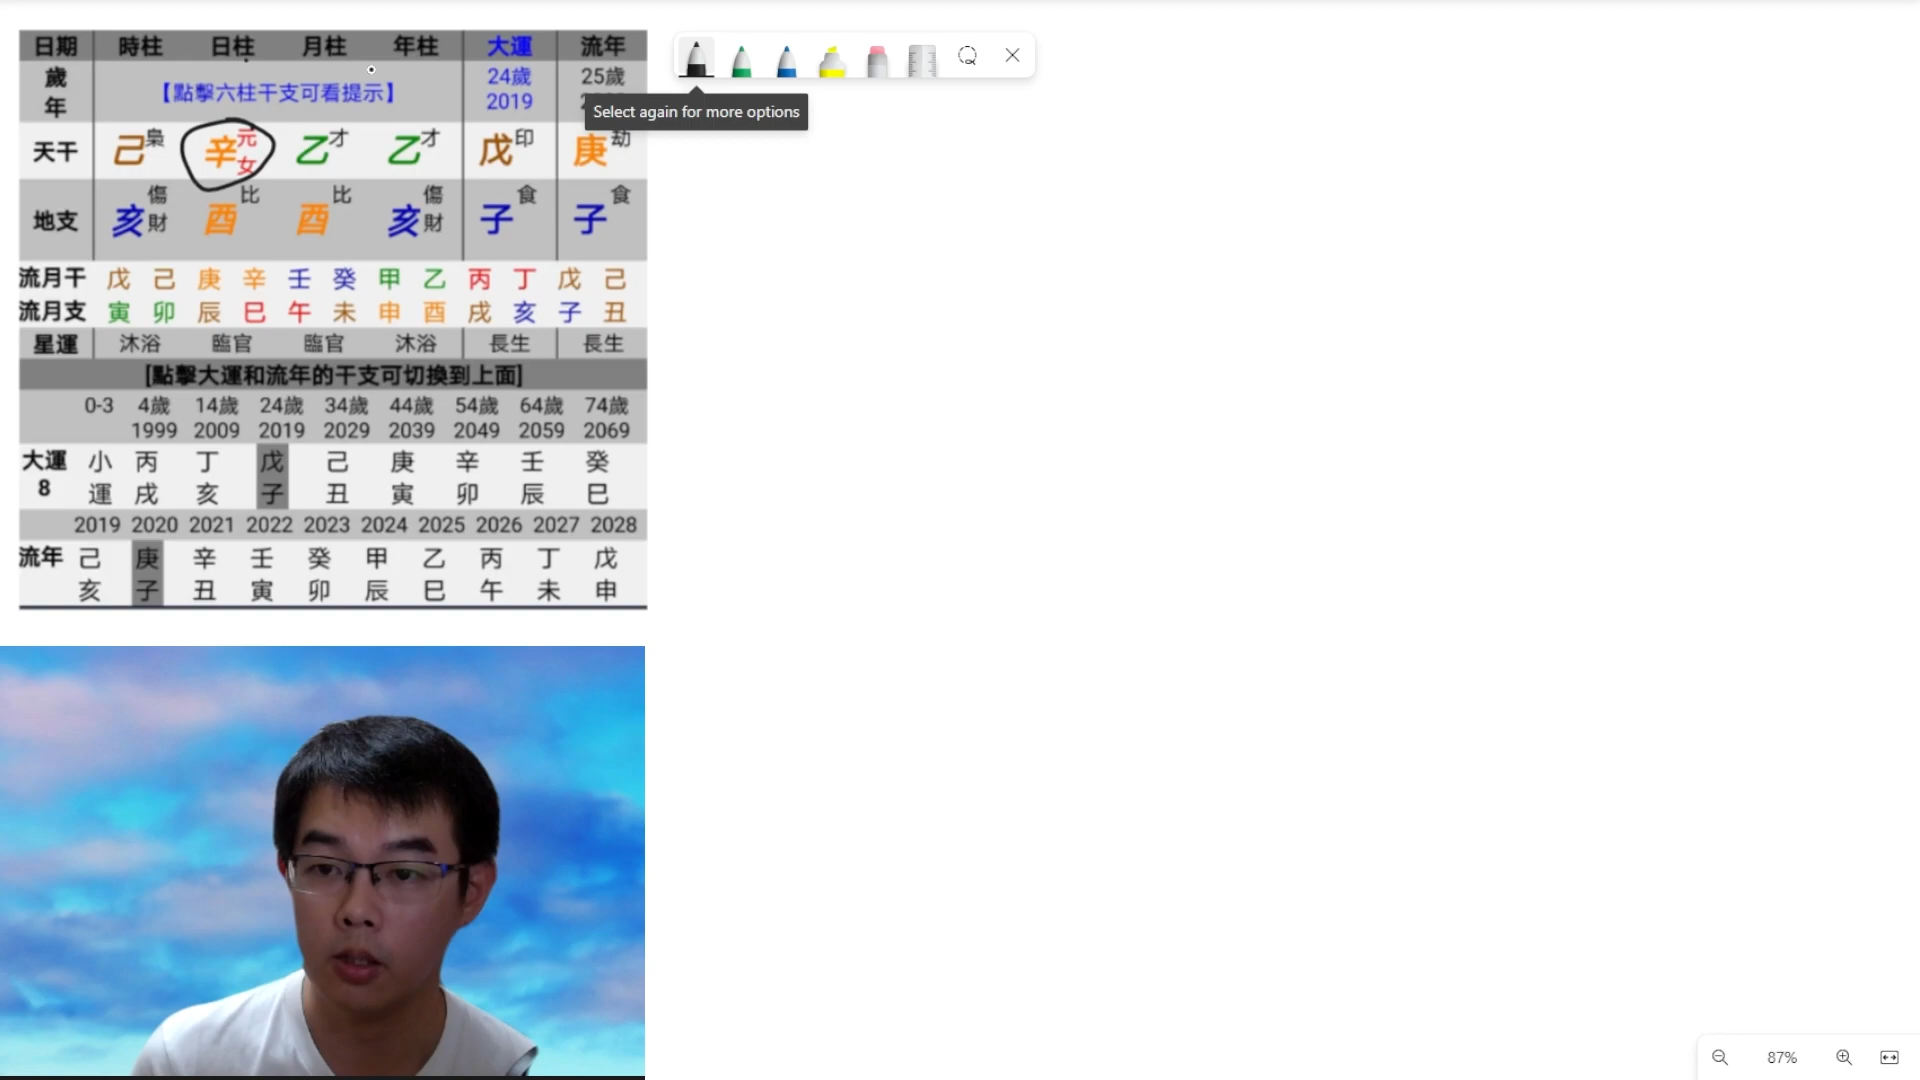 日期 時柱 日柱 月柱 年柱 大運 流年
歲年 【點擊六柱干支可看提示】 24歲 2019 25歲
Select again for more options
天干 己梟 辛元女 乙才 乙才 戊印 庚劫
地支 亥傷財 酉比 酉比 亥傷財 子食 子食
流月干 戊 己 庚 辛 壬 癸 甲 乙 丙 丁 戊 己
流月支 寅 卯 辰 巳 午 未 申 酉 戌 亥 子 丑
星運 沐浴 臨官 臨官 沐浴 長生 長生
[點擊大運和流年的干支可切換到上面]
0-3 4歲 14歲 24歲 34歲 44歲 54歲 64歲 74歲
1999 2009 2019 2029 2039 2049 2059 2069
大運 小 丙 丁 戊 己 庚 辛 壬 癸
8 運 戌 亥 子 丑 寅 卯 辰 巳
2019 2020 2021 2022 2023 2024 2025 2026 2027 2028
流年 己 庚 辛 壬 癸 甲 乙 丙 丁 戊
亥 子 丑 寅 卯 辰 巳 午 未 申
87%